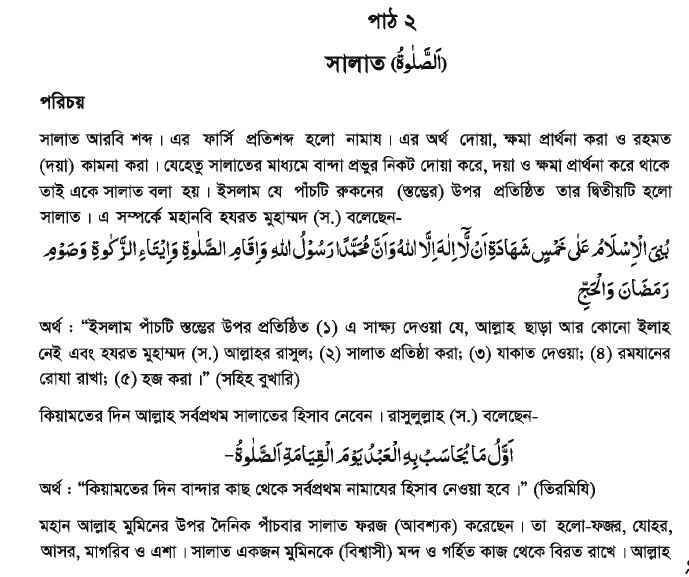 পাঠ ২
সালাত (اَلصَّلٰوةُ)
পরিচয়
সালাত আরবি শব্দ। এর ফার্সি প্রতিশব্দ হলো নামায। এর অর্থ দোয়া, ক্ষমা প্রার্থনা করা ও রহমত
(দয়া) কামনা করা। যেহেতু সালাতের মাধ্যমে বান্দা প্রভুর নিকট দোয়া করে, দয়া ও ক্ষমা প্রার্থনা করে থাকে
তাই একে সালাত বলা হয়। ইসলাম যে পাঁচটি রুকনের (স্তম্ভের) উপর প্রতিষ্ঠিত তার দ্বিতীয়টি হলো
সালাত। এ সম্পর্কে মহানবি হযরত মুহাম্মদ (স.) বলেছেন-
بُنِىَ الْاِسْلَامُ عَلٰى خَمْسٍ شَهَادَةِ اَنْ لَّا اِلٰهَ اِلَّا اللهُ وَاَنَّ مُحَمَّدًا رَسُوْلُ اللهِ وَاِقَامِ الصَّلٰوةِ وَاِيْتَاءِ الزَّكٰوةِ وَصَوْمِ
رَمَضَانَ وَالْحَجِّ
অর্থ : “ইসলাম পাঁচটি স্তম্ভের উপর প্রতিষ্ঠিত (১) এ সাক্ষ্য দেওয়া যে, আল্লাহ ছাড়া আর কোনো ইলাহ
নেই এবং হযরত মুহাম্মদ (স.) আল্লাহর রাসুল; (২) সালাত প্রতিষ্ঠা করা; (৩) যাকাত দেওয়া; (৪) রমযানের
রোযা রাখা; (৫) হজ করা।” (সহিহ বুখারি)
কিয়ামতের দিন আল্লাহ সর্বপ্রথম সালাতের হিসাব নেবেন। রাসুলুল্লাহ (স.) বলেছেন-
اَوَّلُ مَا يُحَاسَبُ بِهِ الْعَبْدُ يَوْمَ الْقِيَامَةِ اَلصَّلٰوةُ-
অর্থ : “কিয়ামতের দিন বান্দার কাছ থেকে সর্বপ্রথম নামাযের হিসাব নেওয়া হবে।” (তিরমিযি)
মহান আল্লাহ মুমিনের উপর দৈনিক পাঁচবার সালাত ফরজ (আবশ্যক) করেছেন। তা হলো-ফজর, যোহর,
আসর, মাগরিব ও এশা। সালাত একজন মুমিনকে (বিশ্বাসী) মন্দ ও গর্হিত কাজ থেকে বিরত রাখে। আল্লাহ